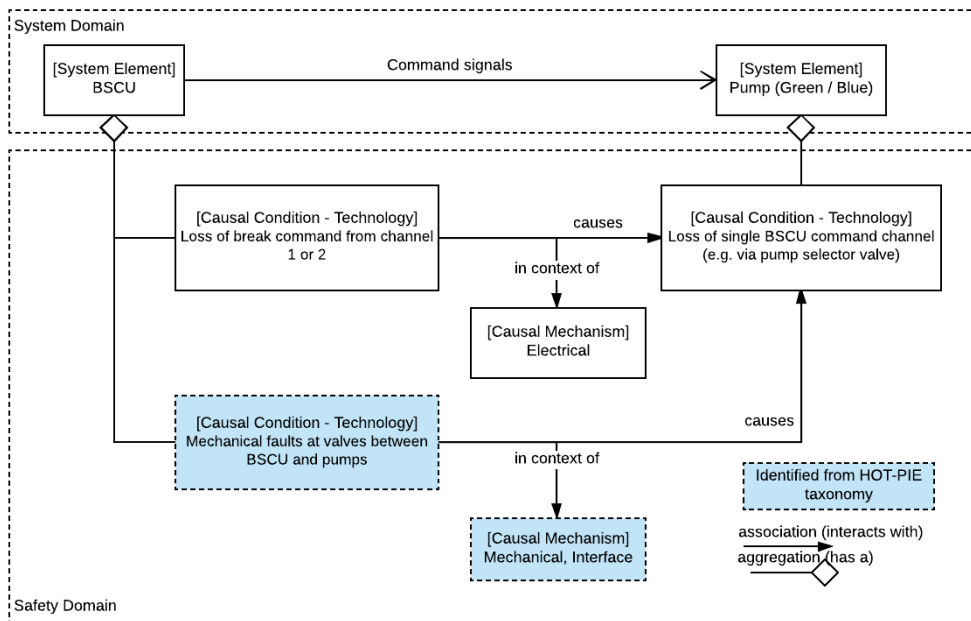 System Domain
[System Element]
BSCU
Command signals
[System Element]
Pump (Green / Blue)
[Causal Condition - Technology]
Loss of break command from channel
1 or 2
causes
[Causal Condition - Technology]
Loss of single BSCU command channel
(e.g. via pump selector valve)
in context of
[Causal Mechanism]
Electrical
[Causal Condition - Technology]
Mechanical faults at valves between
BSCU and pumps
causes
in context of
[Causal Mechanism]
Mechanical, Interface
Identified from HOT-PIE
taxonomy
association (interacts with)
aggregation (has a)
Safety Domain